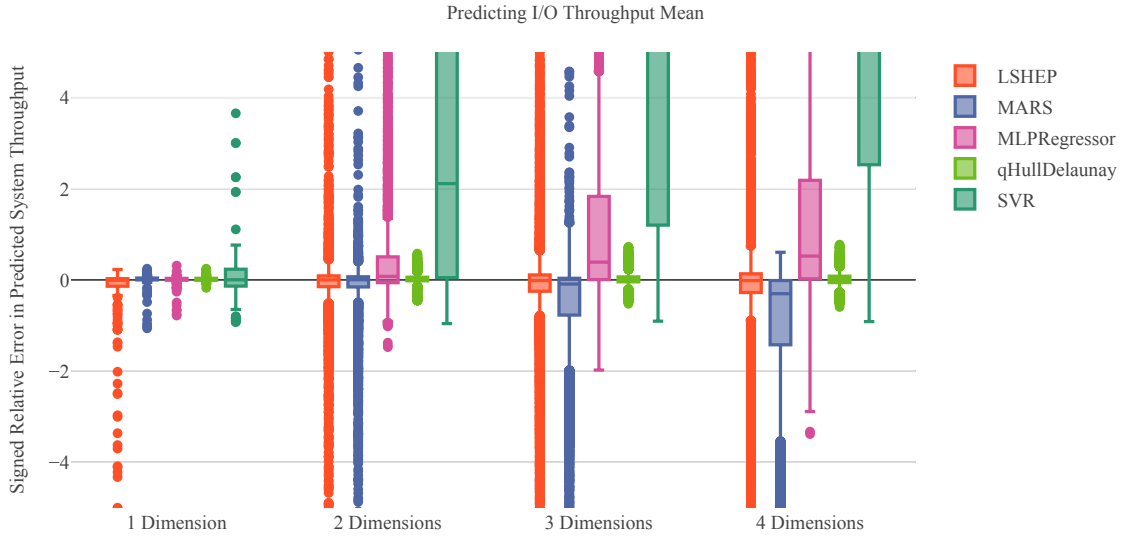 Predicting I/O Throughput Mean
Signed Relative Error in Predicted System Throughput
4
2
0
−2
−4
1 Dimension
2 Dimensions
3 Dimensions
4 Dimensions
LSHEP
MARS
MLPRegressor
qHullDelaunay
SVR